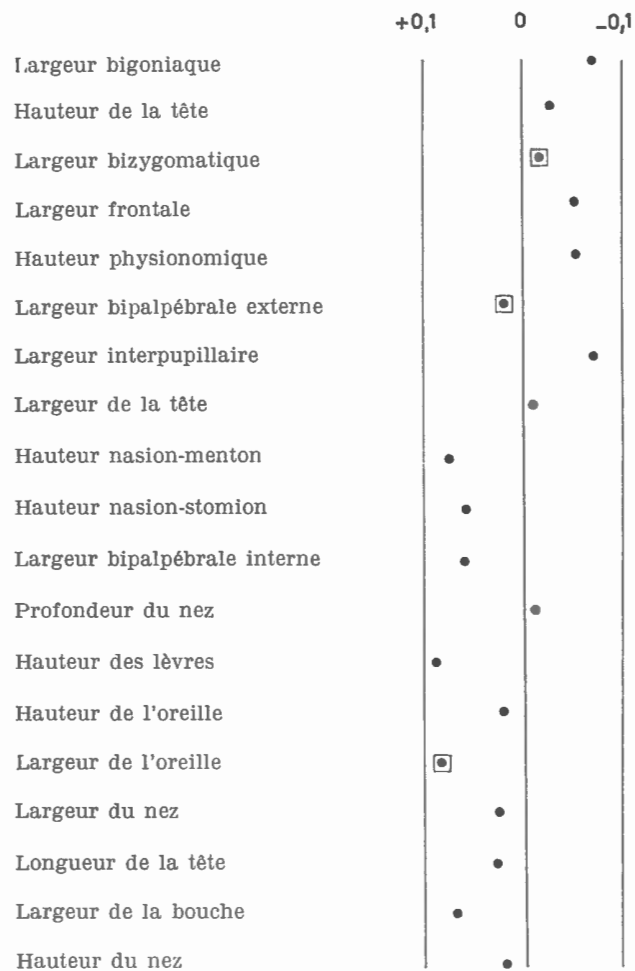 +0,1 0 -0,1
Largeur bigoniaque
Hauteur de la tête
Largeur bizygomatique
Largeur frontale
Hauteur physionomique
Largeur bipalpébrale externe
Largeur interpupillaire
Largeur de la tête
Hauteur nasion-menton
Hauteur nasion-stomion
Largeur bipalpébrale interne
Profondeur du nez
Hauteur des lèvres
Hauteur de l'oreille
Largeur de l'oreille
Largeur du nez
Longueur de la tête
Largeur de la bouche
Hauteur du nez